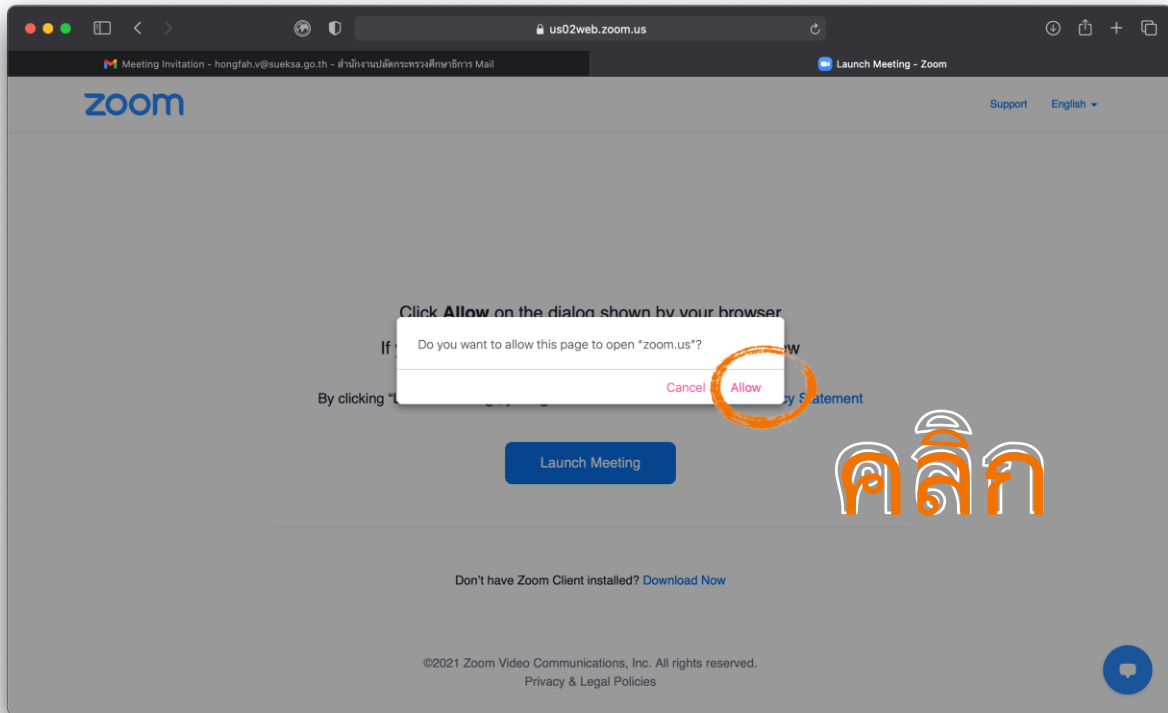 us02web.zoom.us
Meeting Invitation - hongfah.v@sueksa.go.th - สำนักงานปลัดกระทรวงศึกษาธิการ Mail
Launch Meeting - Zoom
zoom
Support
English
Click Allow on the dialog shown by your browser
If
Do you want to allow this page to open “zoom.us”?
Cancel
Allow
By clicking
Statement
Launch Meeting
คลิก
Don't have Zoom Client installed? Download Now
©2021 Zoom Video Communications, Inc. All rights reserved.
Privacy & Legal Policies